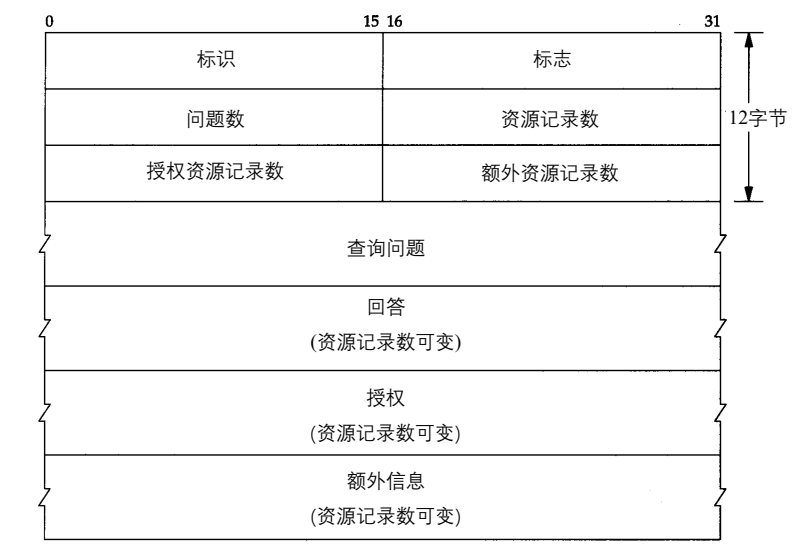 0 15 16 31
标识 标志
问题数 资源记录数
12字节
授权资源记录数 额外资源记录数
查询问题
回答
(资源记录数可变)
授权
(资源记录数可变)
额外信息
(资源记录数可变)